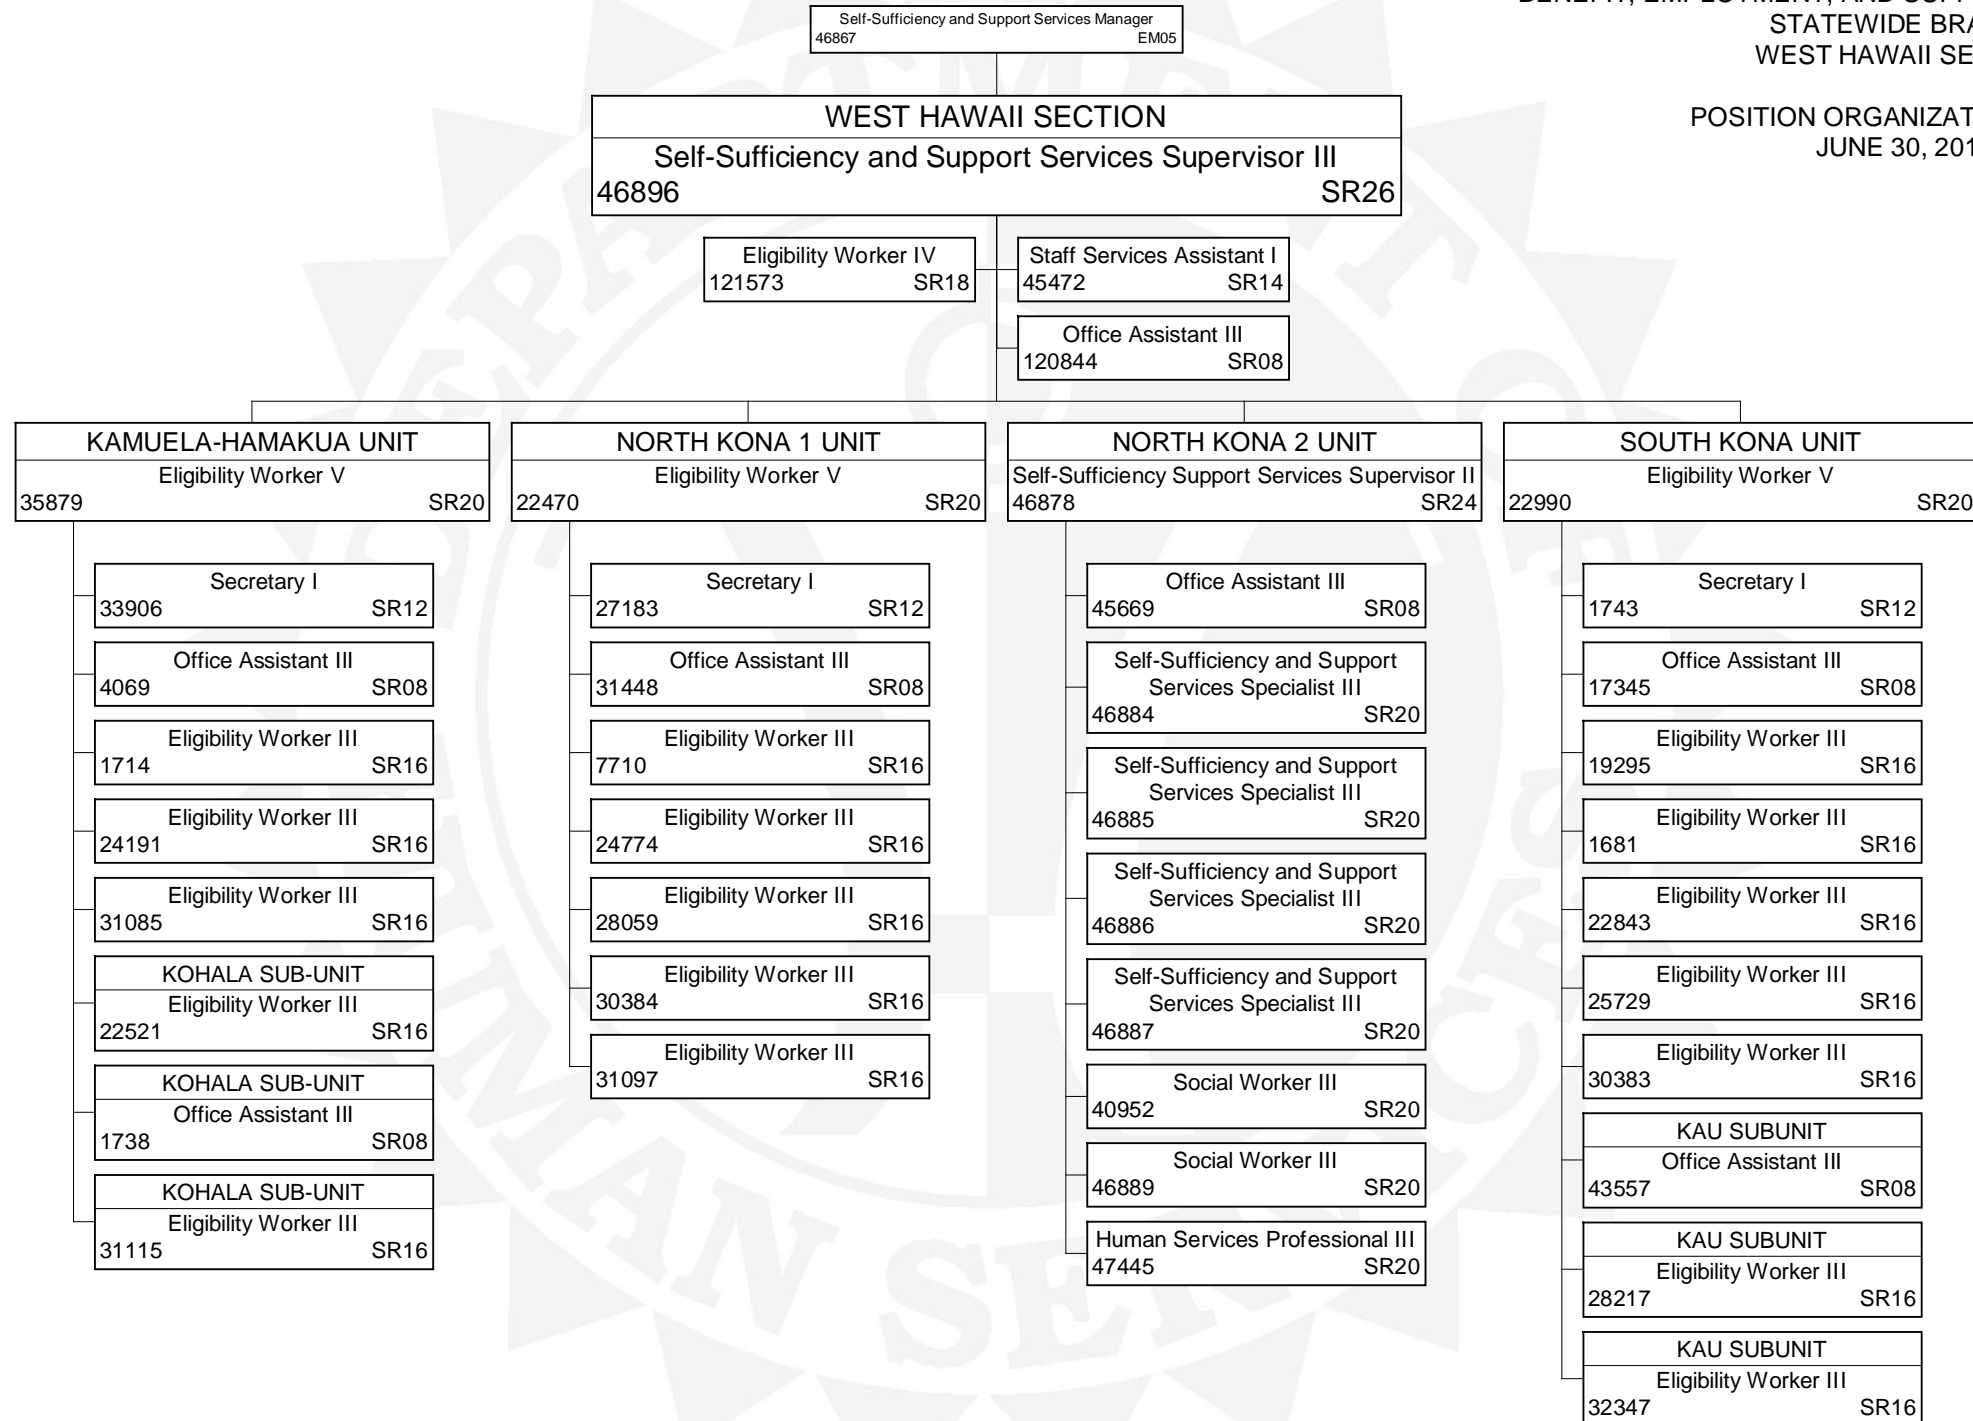 Self-Sufficiency and Support Services Manager
46867 EM05
STATEWIDE
WEST HAWAII
POSITION
JUNE 30,
WEST HAWAII SECTION
Self-Sufficiency and Support Services Supervisor III
46896 SR26
Eligibility Worker IV
121573 SR18
Staff Services Assistant I
45472 SR14
Office Assistant III
120844 SR08
KAMUELA-HAMAKUA UNIT
Eligibility Worker V
35879 SR20
Secretary I
33906 SR12
Office Assistant III
4069 SR08
Eligibility Worker III
1714 SR16
Eligibility Worker III
24191 SR16
Eligibility Worker III
31085 SR16
KOHALA SUB-UNIT
Eligibility Worker III
22521 SR16
KOHALA SUB-UNIT
Office Assistant III
1738 SR08
KOHALA SUB-UNIT
Eligibility Worker III
31115 SR16
NORTH KONA 1 UNIT
Eligibility Worker V
22470 SR20
Secretary I
27183 SR12
Office Assistant III
31448 SR08
Eligibility Worker III
7710 SR16
Eligibility Worker III
24774 SR16
Eligibility Worker III
28059 SR16
Eligibility Worker III
30384 SR16
Eligibility Worker III
31097 SR16
NORTH KONA 2 UNIT
Self-Sufficiency Support Services Supervisor II
46878 SR24
Office Assistant III
45669 SR08
Self-Sufficiency and Support
Services Specialist III
46884 SR20
Self-Sufficiency and Support
Services Specialist III
46885 SR20
Self-Sufficiency and Support
Services Specialist III
46886 SR20
Self-Sufficiency and Support
Services Specialist III
46887 SR20
Social Worker III
40952 SR20
Social Worker III
46889 SR20
Human Services Professional III
47445 SR20
SOUTH KONA UNIT
Eligibility Worker V
22990 SR20
Secretary I
1743 SR12
Office Assistant III
17345 SR08
Eligibility Worker III
19295 SR16
Eligibility Worker III
1681 SR16
Eligibility Worker III
22843 SR16
Eligibility Worker III
25729 SR16
Eligibility Worker III
30383 SR16
KAU SUBUNIT
Office Assistant III
43557 SR08
KAU SUBUNIT
Eligibility Worker III
28217 SR16
KAU SUBUNIT
Eligibility Worker III
32347 SR16
DEPARTMENT OF
HUMAN SERVICES